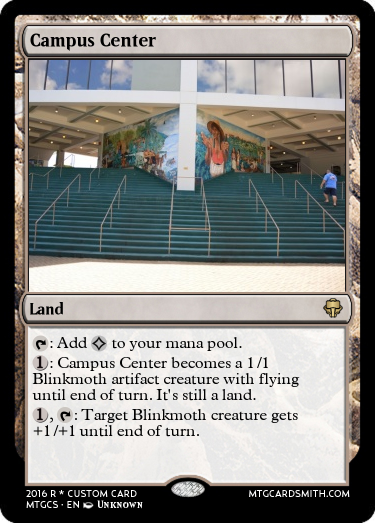 Campus Center
Land
: Add to your mana pool.
1: Campus Center becomes a 1/1
Blinkmoth artifact creature with flying
until end of turn. It's still a land.
1, : Target Blinkmoth creature gets
+1/+1 until end of turn.
2016 R * CUSTOM CARD
MTGCS · EN Unknown
MTGCARDSMITH.COM